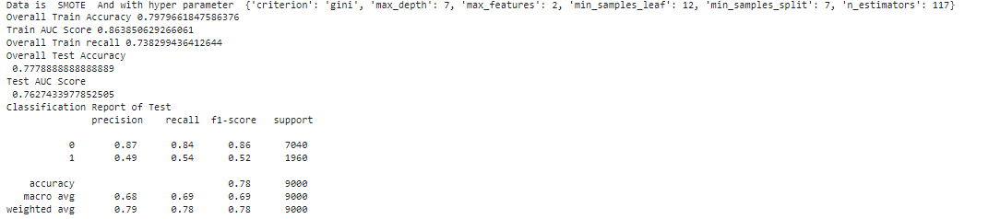 Data is  SMOTE  And with hyper parameter  {'criterion': 'gini', 'max_depth': 7, 'max_features': 2, 'min_samples_leaf': 12, 'min_samples_split': 7, 'n_estimators': 117}
Overall Train Accuracy 0.7979661847586376
Train AUC Score 0.863850629266061
Overall Train recall 0.738299436412644
Overall Test Accuracy
 0.7778888888888889
Test AUC Score
 0.7627433977852505
Classification Report of Test
              precision    recall  f1-score   support
           0       0.87      0.84      0.86      7040
           1       0.49      0.54      0.52      1960
    accuracy                           0.78      9000
   macro avg       0.68      0.69      0.69      9000
weighted avg       0.79      0.78      0.78      9000